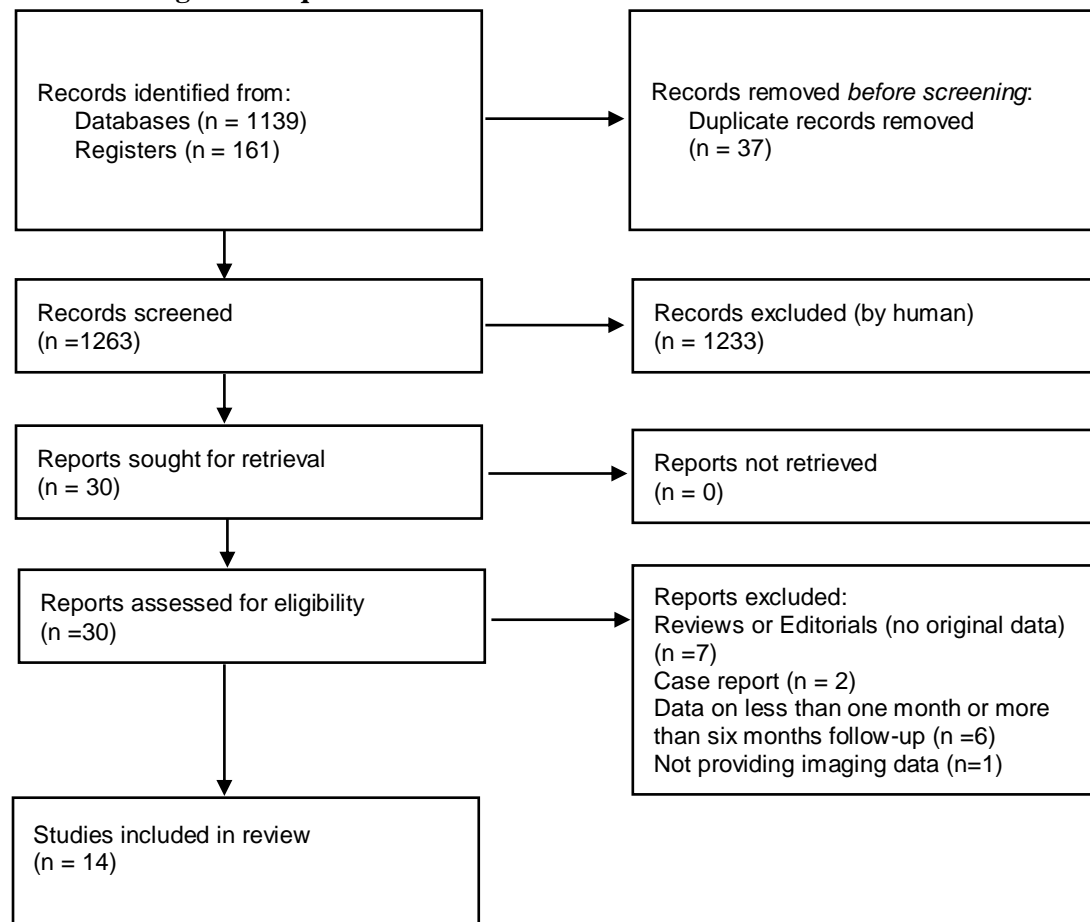 Records identified from:
Databases (n = 1139)
Registers (n = 161)
Records removed before screening:
Duplicate records removed
(n = 37)
Records screened
(n =1263)
Records excluded (by human)
(n = 1233)
Reports sought for retrieval
(n = 30)
Reports not retrieved
(n = 0)
Reports assessed for eligibility
(n =30)
Reports excluded:
Reviews or Editorials (no original data)
(n =7)
Case report (n = 2)
Data on less than one month or more
than six months follow-up (n =6)
Not providing imaging data (n=1)
Studies included in review
(n = 14)